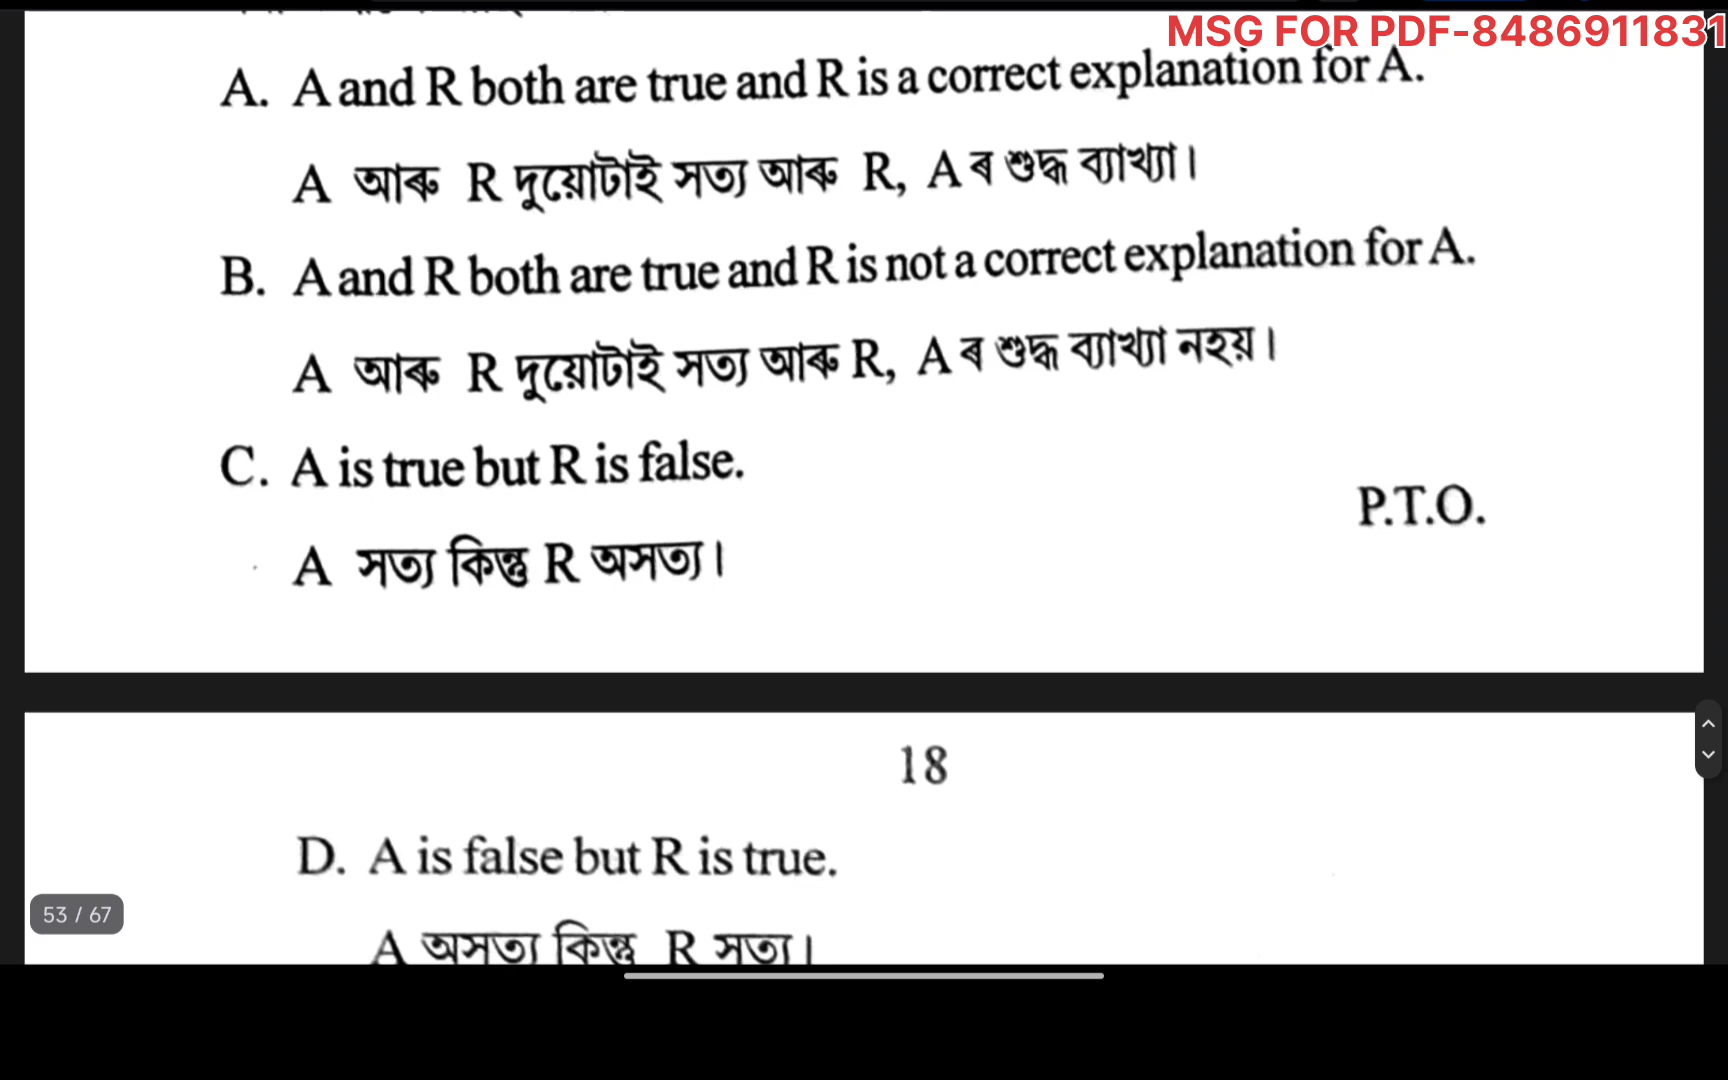 MSG FOR PDF-8486911831
A. A and R both are true and R is a correct explanation for A.
A আৰু R দুয়োটাই সত্য আৰু R, A ৰ শুদ্ধ ব্যাখ্যা।
B. A and R both are true and R is not a correct explanation for A.
A আৰু R দুয়োটাই সত্য আৰু R, A ৰ শুদ্ধ ব্যাখ্যা নহয়।
C. A is true but R is false.
P.T.O.
A সত্য কিন্তু R অসত্য।
18
D. A is false but R is true.
53 / 67
A অসত্য কিন্তু R সত্য।